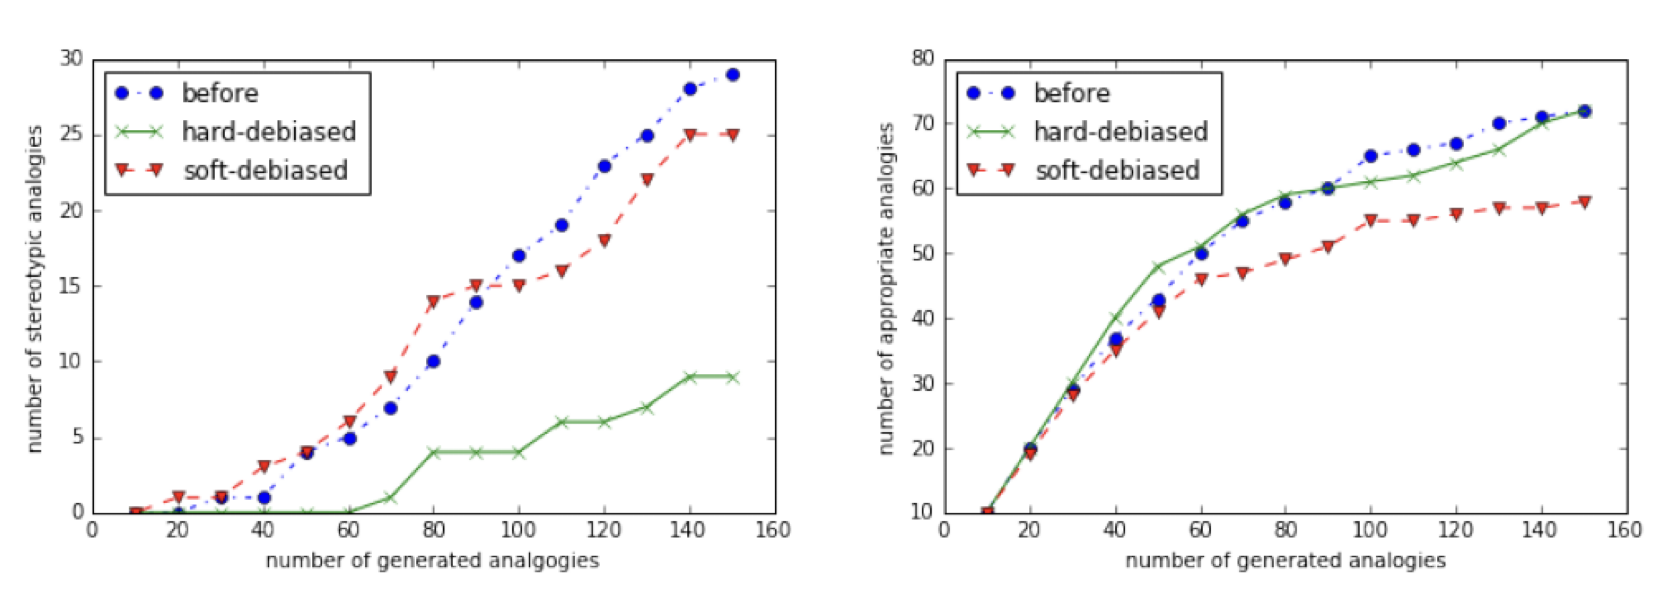 number of stereotypic analogies
30
25
20
15
10
5
0
before
hard-debiased
soft-debiased
0 20 40 60 80 100 120 140 160
number of generated analgogies
number of appropriate analogies
80
70
60
50
40
30
20
10
before
hard-debiased
soft-debiased
0 20 40 60 80 100 120 140 160
number of generated analogies